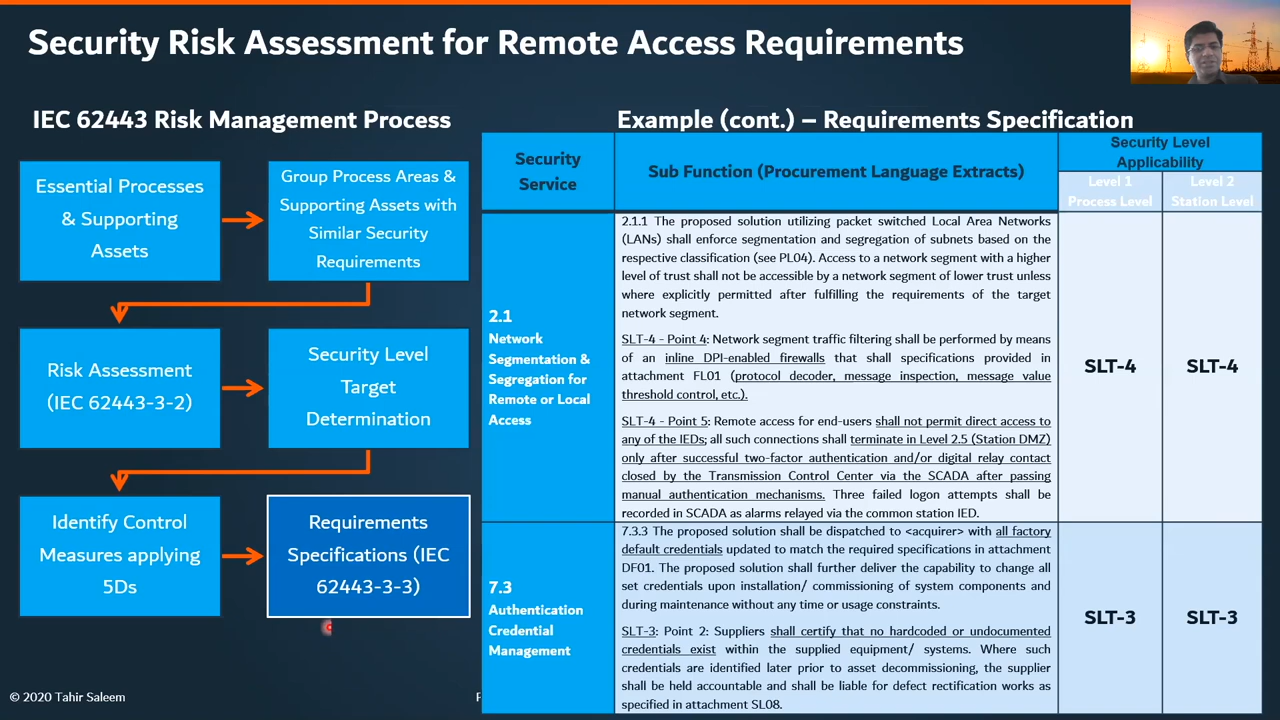 Security Risk Assessment for Remote Access Requirements
IEC 62443 Risk Management Process
Essential Processes
& Supporting
Assets
Group Process Areas &
Supporting Assets with
Similar Security
Requirements
Risk Assessment
(IEC 62443-3-2)
Security Level
Target
Determination
Identify Control
Measures applying
5Ds
Requirements
Specifications (IEC
62443-3-3)
Example (cont.) – Requirements Specification
Security
Service
Sub Function (Procurement Language Extracts)
Security Level
Applicability
Level 1
Process Level
Level 2
Station Level
2.1
Network
Segmentation &
Segregation for
Remote or Local
Access
2.1.1 The proposed solution utilizing packet switched Local Area Networks
(LANs) shall enforce segmentation and segregation of subnets based on the
respective classification (see PL04). Access to a network segment with a higher
level of trust shall not be accessible by a network segment of lower trust unless
where explicitly permitted after fulfilling the requirements of the target
network segment.
SLT-4 - Point 4: Network segment traffic filtering shall be performed by means
of an inline DPI-enabled firewalls that shall specifications provided in
attachment FL01 (protocol decoder, message inspection, message value
threshold control, etc.).
SLT-4 - Point 5: Remote access for end-users shall not permit direct access to
any of the IEDs; all such connections shall terminate in Level 2.5 (Station DMZ)
only after successful two-factor authentication and/or digital relay contact
closed by the Transmission Control Center via the SCADA after passing
manual authentication mechanisms. Three failed logon attempts shall be
recorded in SCADA as alarms relayed via the common station IED.
SLT-4
SLT-4
7.3
Authentication
Credential
Management
7.3.3 The proposed solution shall be dispatched to <acquirer> with all factory
default credentials updated to match the required specifications in attachment
DF01. The proposed solution shall further deliver the capability to change all
set credentials upon installation/ commissioning of system components and
during maintenance without any time or usage constraints.
SLT-3: Point 2: Suppliers shall certify that no hardcoded or undocumented
credentials exist within the supplied equipment/ systems. Where such
credentials are identified later prior to asset decommissioning, the supplier
shall be held accountable and shall be liable for defect rectification works as
specified in attachment SL08.
SLT-3
SLT-3
© 2020 Tahir Saleem